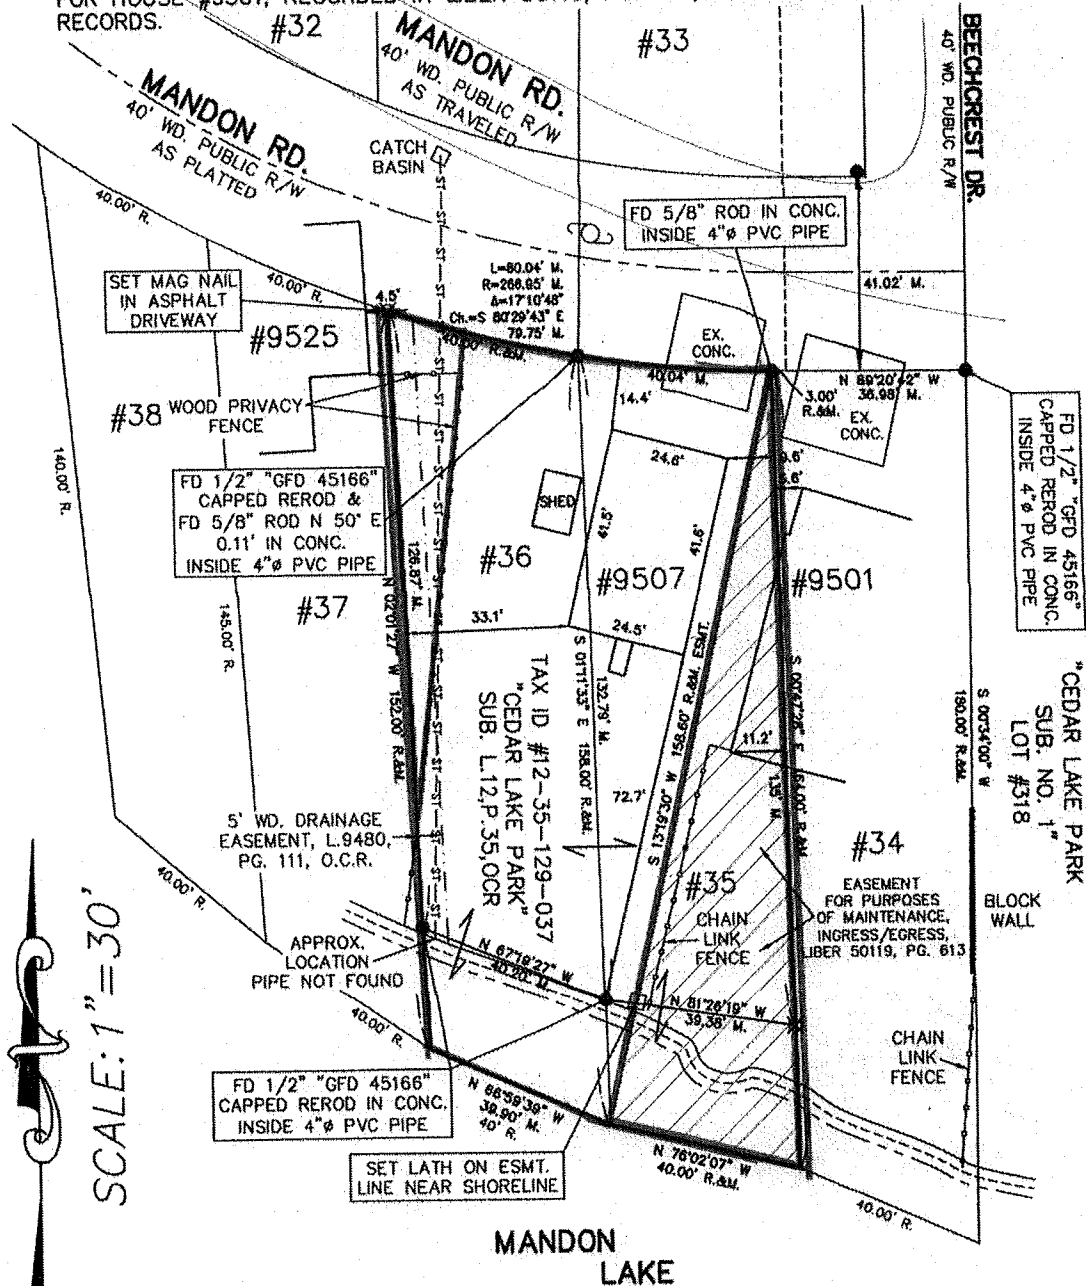 RECORDS.
#32
MANDON RD.
40' WD. PUBLIC R/W
AS TRAVELED
#33
BEECHCREST DR.
40' WD. PUBLIC R/W
MANDON RD.
40' WD. PUBLIC R/W
AS PLATTED
CATCH
BASIN
40.00' R.
FD 5/8" ROD IN CONC.
INSIDE 4"ø PVC PIPE
SET MAG NAIL
IN ASPHALT
DRIVEWAY
40.00' R.
4.5'
L=80.04' M.
R=266.95' M.
Δ=17°10'48"
Ch.=S 80°29'43" E
79.75' M.
41.02' M.
#9525
40.00' R.&M.
EX.
CONC.
40.04' M.
N 89°20'42" W
36.98' M.
3.00'
R.&M.
EX.
CONC.
#38
WOOD PRIVACY
FENCE
14.4'
24.6'
FD 1/2" "GFD 45166"
CAPPED REROD IN CONC.
INSIDE 4"ø PVC PIPE
140.00' R.
FD 1/2" "GFD 45166"
CAPPED REROD &
FD 5/8" ROD N 50° E
0.11' IN CONC.
INSIDE 4"ø PVC PIPE
SHED
41.5'
41.6'
126.87' M.
#36
#9507
#9501
#37
145.00' R.
33.1'
24.5'
N 02°01'27" W 152.00' R.&M.
TAX ID #12-35-129-037
"CEDAR LAKE PARK"
SUB. L.12,P.35,OCR
S 01°11'33" E 158.00' R.&M.
132.79' M.
S 13°19'30" W 158.60' R.&M. ESMT.
11.2'
S 00°34'00" W
180.00' R.&M.
"CEDAR LAKE PARK
SUB. NO. 1"
LOT #318
72.7'
5' WD. DRAINAGE
EASEMENT, L.9480,
PG. 111, O.C.R.
#34
#35
40.00' R.
EASEMENT
FOR PURPOSES
OF MAINTENANCE,
INGRESS/EGRESS,
LIBER 50119, PG. 613
BLOCK
WALL
CHAIN
LINK
FENCE
APPROX.
LOCATION
PIPE NOT FOUND
N 67°19'27" W
40.20' M.
N 81°26'19" W
39.38' M.
SCALE: 1"=30'
40.00' R.
CHAIN
LINK
FENCE
FD 1/2" "GFD 45166"
CAPPED REROD IN CONC.
INSIDE 4"ø PVC PIPE
N 66°59'39" W
39.90' M.
40' R.
SET LATH ON ESMT.
LINE NEAR SHORELINE
N 76°02'07" W
40.00' R.&M.
40.00' R.
MANDON
LAKE